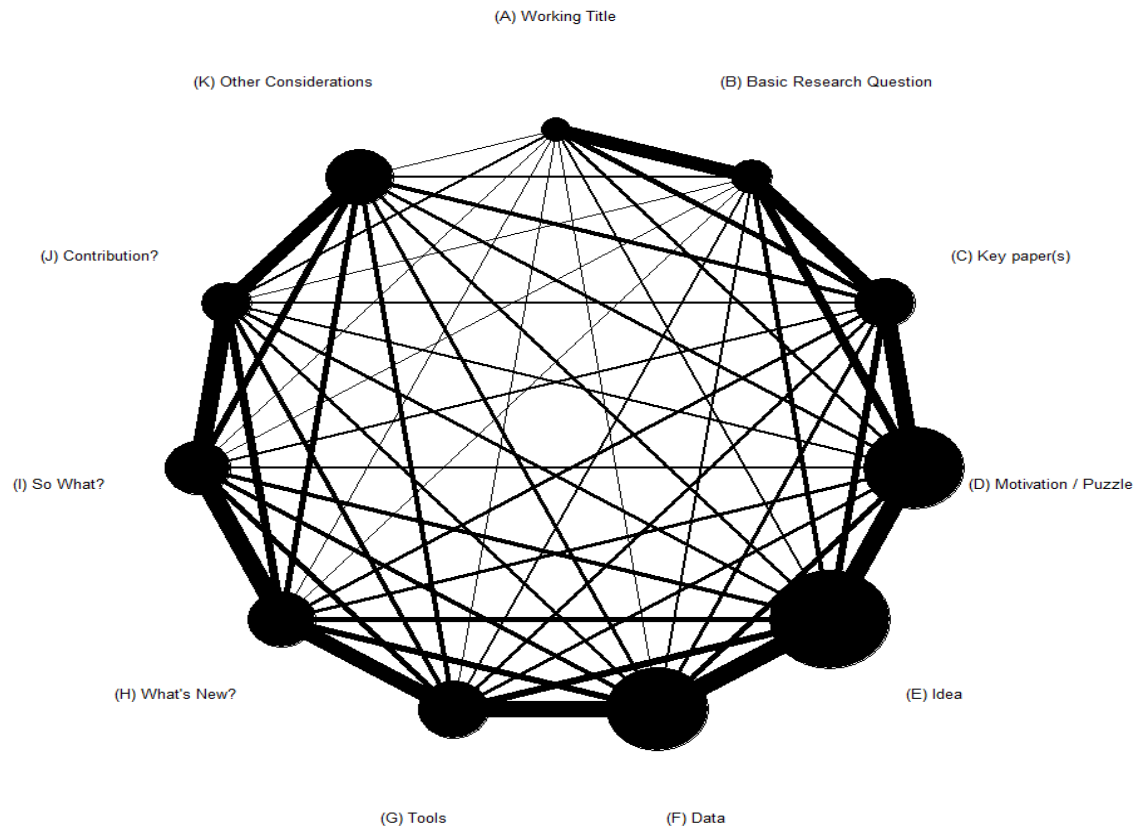 (A) Working Title
(K) Other Considerations
(B) Basic Research Question
(J) Contribution?
(C) Key paper(s)
(I) So What?
(D) Motivation / Puzzle
(H) What's New?
(E) Idea
(G) Tools
(F) Data